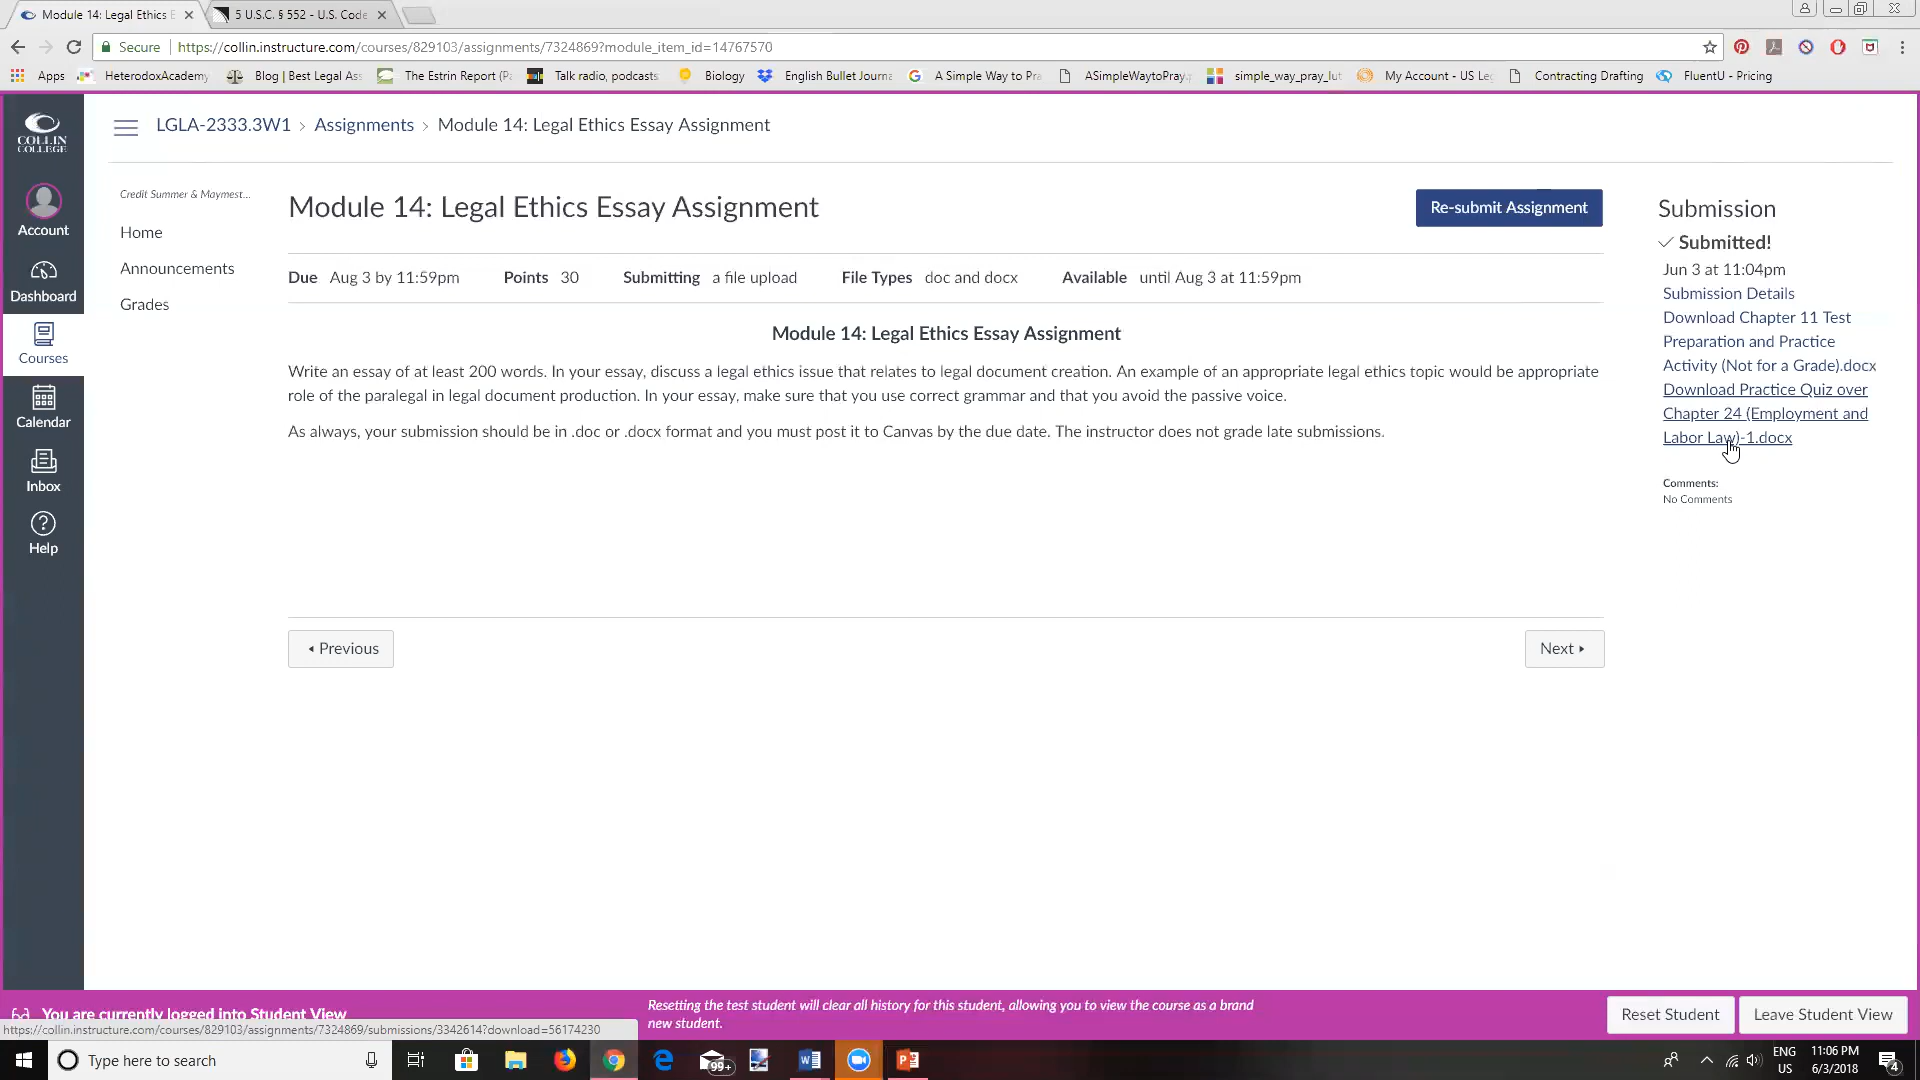 Module 14: Legal Ethics E
5 U.S.C. § 552 - U.S. Code
Secure
https://collin.instructure.com/courses/829103/assignments/7324869?module_item_id=14767570
Apps
HeterodoxAcademy
Blog | Best Legal Ass
The Estrin Report (Pa
Talk radio, podcasts
Biology
English Bullet Journa
A Simple Way to Pra
ASimpleWaytoPray.
simple_way_pray_lut
My Account - US Leg
Contracting Drafting
FluentU - Pricing
COLLIN
COLLEGE
Account
Dashboard
Courses
Calendar
Inbox
Help
LGLA-2333.3W1 › Assignments › Module 14: Legal Ethics Essay Assignment
Credit Summer & Maymest...
Home
Announcements
Grades
Module 14: Legal Ethics Essay Assignment
Re-submit Assignment
Due Aug 3 by 11:59pm Points 30 Submitting a file upload File Types doc and docx Available until Aug 3 at 11:59pm
Module 14: Legal Ethics Essay Assignment
Write an essay of at least 200 words. In your essay, discuss a legal ethics issue that relates to legal document creation. An example of an appropriate legal ethics topic would be appropriate
role of the paralegal in legal document production. In your essay, make sure that you use correct grammar and that you avoid the passive voice.
As always, your submission should be in .doc or .docx format and you must post it to Canvas by the due date. The instructor does not grade late submissions.
Previous
Next
Submission
Submitted!
Jun 3 at 11:04pm
Submission Details
Download Chapter 11 Test
Preparation and Practice
Activity (Not for a Grade).docx
Download Practice Quiz over
Chapter 24 (Employment and
Labor Law)-1.docx
Comments:
No Comments
You are currently logged into Student View
Resetting the test student will clear all history for this student, allowing you to view the course as a brand
new student.
Reset Student
Leave Student View
https://collin.instructure.com/courses/829103/assignments/7324869/submissions/3342614?download=56174230
Type here to search
99+
ENG
US
11:06 PM
6/3/2018
4